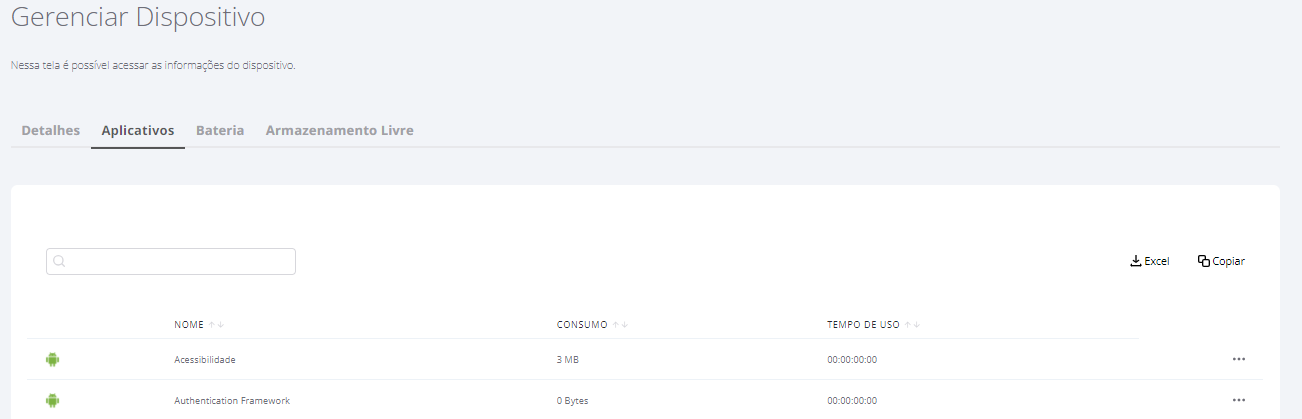 Gerenciar Dispositivo
Nessa tela é possível acessar as informações do dispositivo.
Detalhes Aplicativos Bateria Armazenamento Livre
Excel Copiar
NOME CONSUMO TEMPO DE USO
Acessibilidade 3 MB 00:00:00:00
Authentication Framework 0 Bytes 00:00:00:00